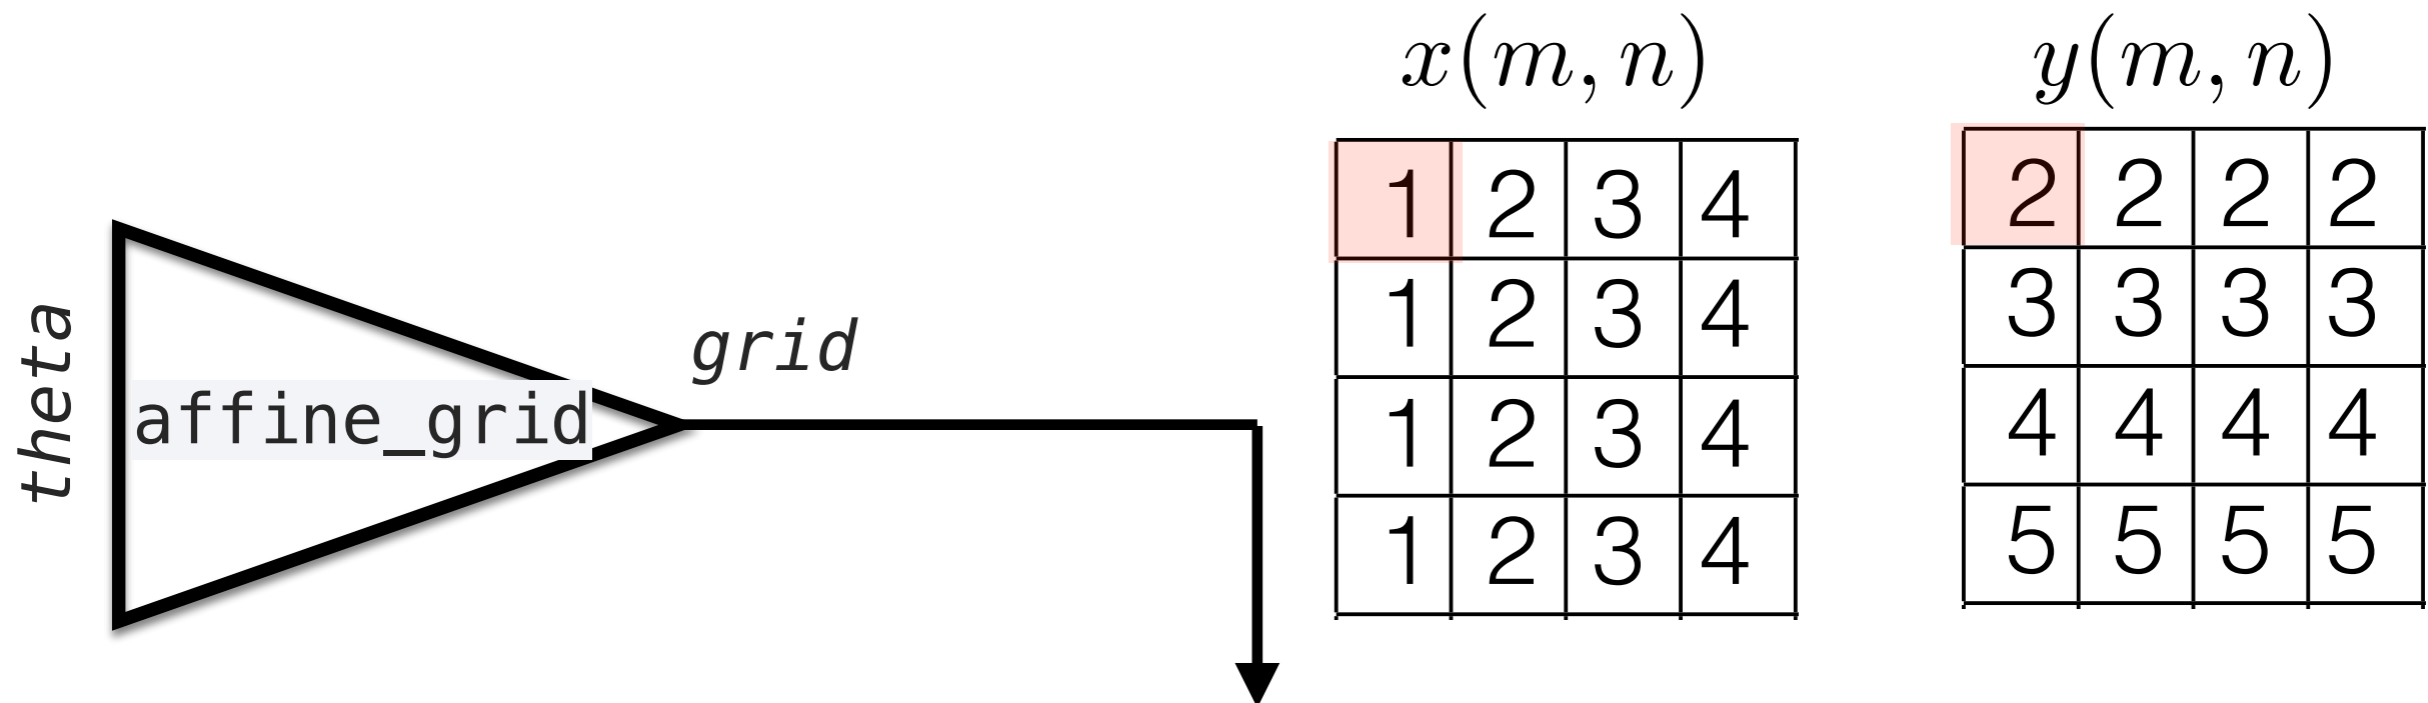 theta
affine_grid
grid
x(m, n)
1 2 3 4
1 2 3 4
1 2 3 4
1 2 3 4
y(m, n)
2 2 2 2
3 3 3 3
4 4 4 4
5 5 5 5